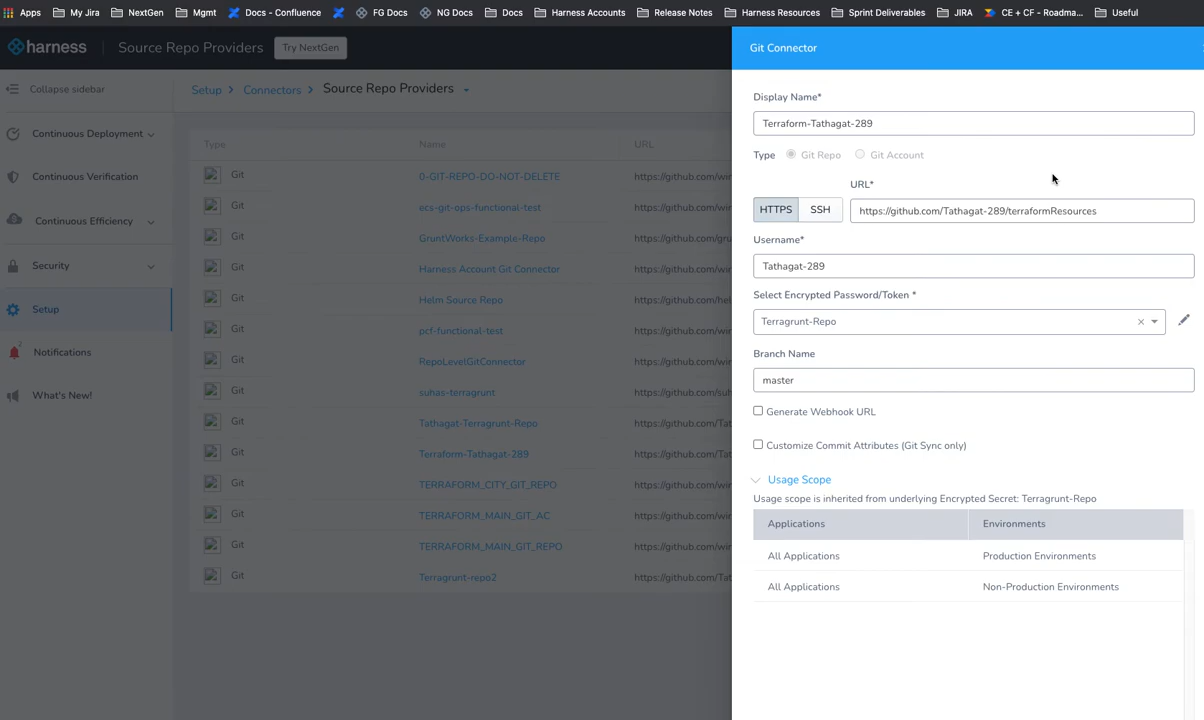 Apps My Jira NextGen Mgmt Docs - Confluence FG Docs NG Docs Docs Harness Accounts Release Notes Harness Resources Sprint Deliverables JIRA CE + CF - Roadma... Useful
harness Source Repo Providers Try NextGen
Collapse sidebar
Continuous Deployment
Continuous Verification
Continuous Efficiency
Security
Setup
Notifications
What's New!
Setup > Connectors > Source Repo Providers
Type Name URL
Git 0-GIT-REPO-DO-NOT-DELETE https://github.com/wir
Git ecs-git-ops-functional-test https://github.com/wir
Git GruntWorks-Example-Repo https://github.com/gru
Git Harness Account Git Connector https://github.com/wir
Git Helm Source Repo https://github.com/hel
Git pcf-functional-test https://github.com/wir
Git RepoLevelGitConnector https://github.com/wir
Git suhas-terragrunt https://github.com/suh
Git Tathagat-Terragrunt-Repo https://github.com/Tat
Git Terraform-Tathagat-289 https://github.com/Tat
Git TERRAFORM_CITY_GIT_REPO https://github.com/wir
Git TERRAFORM_MAIN_GIT_AC https://github.com/wir
Git TERRAFORM_MAIN_GIT_REPO https://github.com/wir
Git Terragrunt-repo2 https://github.com/Tat
Git Connector
Display Name*
Terraform-Tathagat-289
Type Git Repo Git Account
URL*
HTTPS SSH https://github.com/Tathagat-289/terraformResources
Username*
Tathagat-289
Select Encrypted Password/Token *
Terragrunt-Repo
Branch Name
master
Generate Webhook URL
Customize Commit Attributes (Git Sync only)
Usage Scope
Usage scope is inherited from underlying Encrypted Secret: Terragrunt-Repo
Applications Environments
All Applications Production Environments
All Applications Non-Production Environments